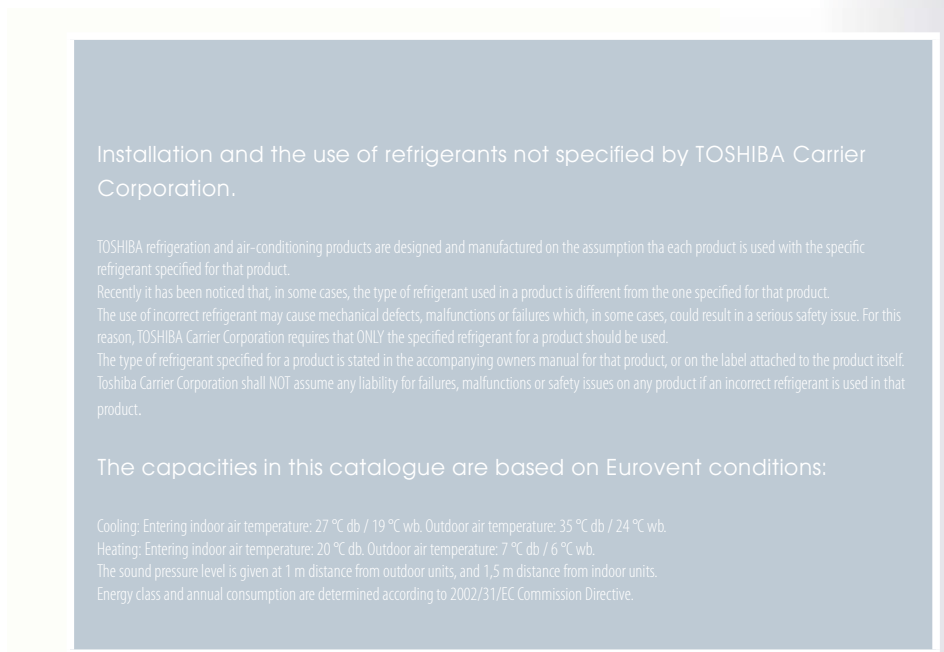 Installation and the use of refrigerants not specified by TOSHIBA Carrier
Corporation.
TOSHIBA refrigeration and air-conditioning products are designed and manufactured on the assumption tha each product is used with the specific
refrigerant specified for that product.
Recently it has been noticed that, in some cases, the type of refrigerant used in a product is different from the one specified for that product.
The use of incorrect refrigerant may cause mechanical defects, malfunctions or failures which, in some cases, could result in a serious safety issue. For this
reason, TOSHIBA Carrier Corporation requires that ONLY the specified refrigerant for a product should be used.
The type of refrigerant specified for a product is stated in the accompanying owners manual for that product, or on the label attached to the product itself.
Toshiba Carrier Corporation shall NOT assume any liability for failures, malfunctions or safety issues on any product if an incorrect refrigerant is used in that
product.
The capacities in this catalogue are based on Eurovent conditions:
Cooling: Entering indoor air temperature: 27 °C db / 19 °C wb. Outdoor air temperature: 35 °C db / 24 °C wb.
Heating: Entering indoor air temperature: 20 °C db. Outdoor air temperature: 7 °C db / 6 °C wb.
The sound pressure level is given at 1 m distance from outdoor units, and 1,5 m distance from indoor units.
Energy class and annual consumption are determined according to 2002/31/EC Commission Directive.